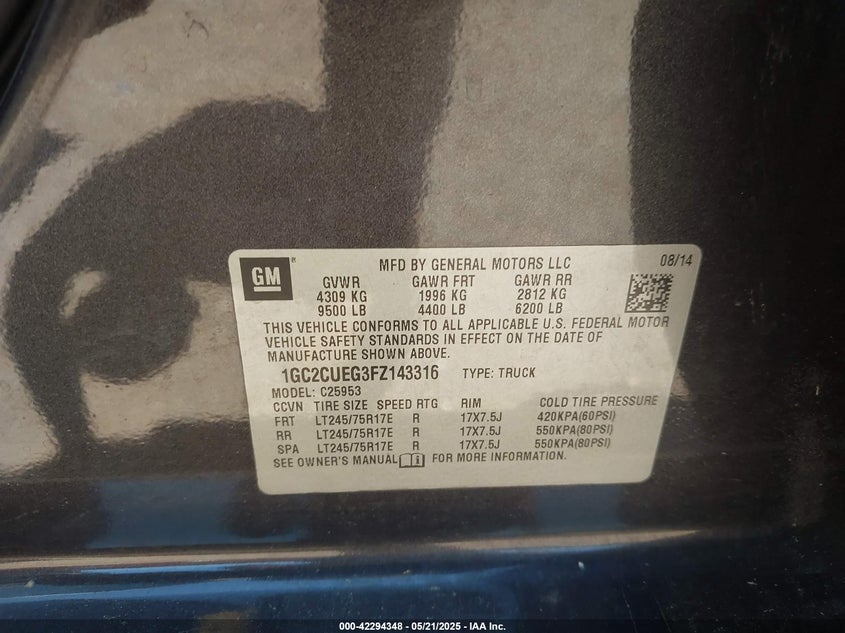 GM ®
MFD BY GENERAL MOTORS LLC 08/14
GVWR GAWR FRT GAWR RR
4309 KG 1996 KG 2812 KG
9500 LB 4400 LB 6200 LB
THIS VEHICLE CONFORMS TO ALL APPLICABLE U.S. FEDERAL MOTOR
VEHICLE SAFETY STANDARDS IN EFFECT ON THE DATE OF
MANUFACTURE SHOWN ABOVE.
1GC2CUEG3FZ143316 TYPE: TRUCK
MODEL: C25953
CCVN TIRE SIZE SPEED RTG RIM COLD TIRE PRESSURE
FRT LT245/75R17E R 17X7.5J 420KPA(60PSI)
RR LT245/75R17E R 17X7.5J 550KPA(80PSI)
SPA LT245/75R17E R 17X7.5J 550KPA(80PSI)
SEE OWNER'S MANUAL FOR MORE INFORMATION.
000-42294348 - 05/21/2025 - IAA Inc.